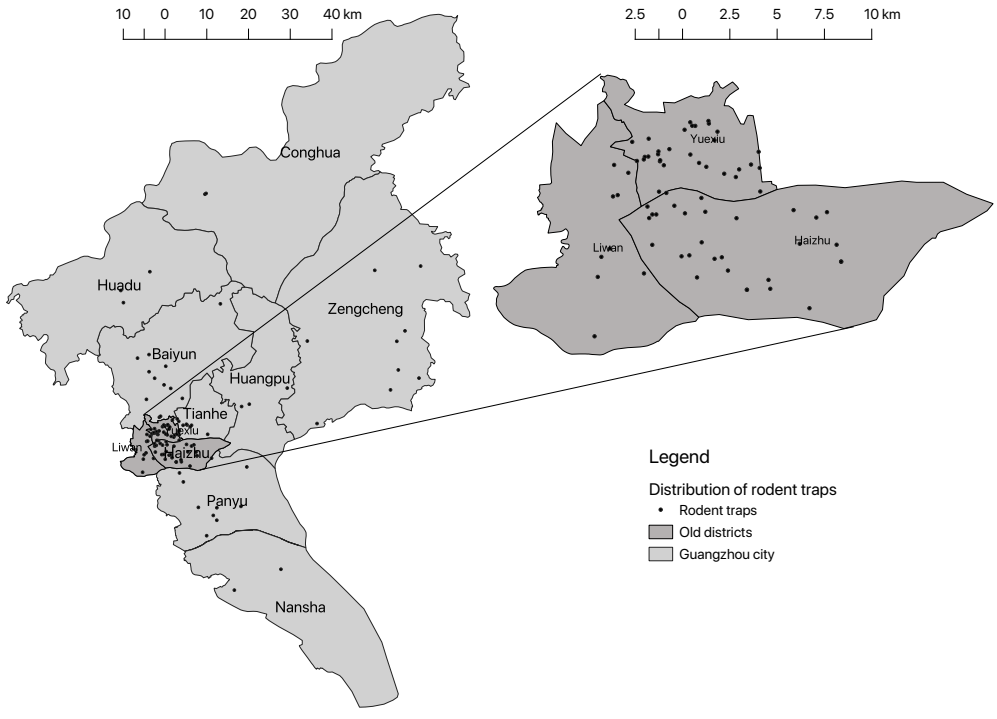 10 0 10 20 30 40 km
2.5 0 2.5 5 7.5 10 km
Conghua
Yuexiu
Haizhu
Liwan
Huadu
Zengcheng
Baiyun
Huangpu
Tianhe
Yuexiu
Liwan
Haizhu
Legend
Distribution of rodent traps
Rodent traps
Old districts
Guangzhou city
Panyu
Nansha